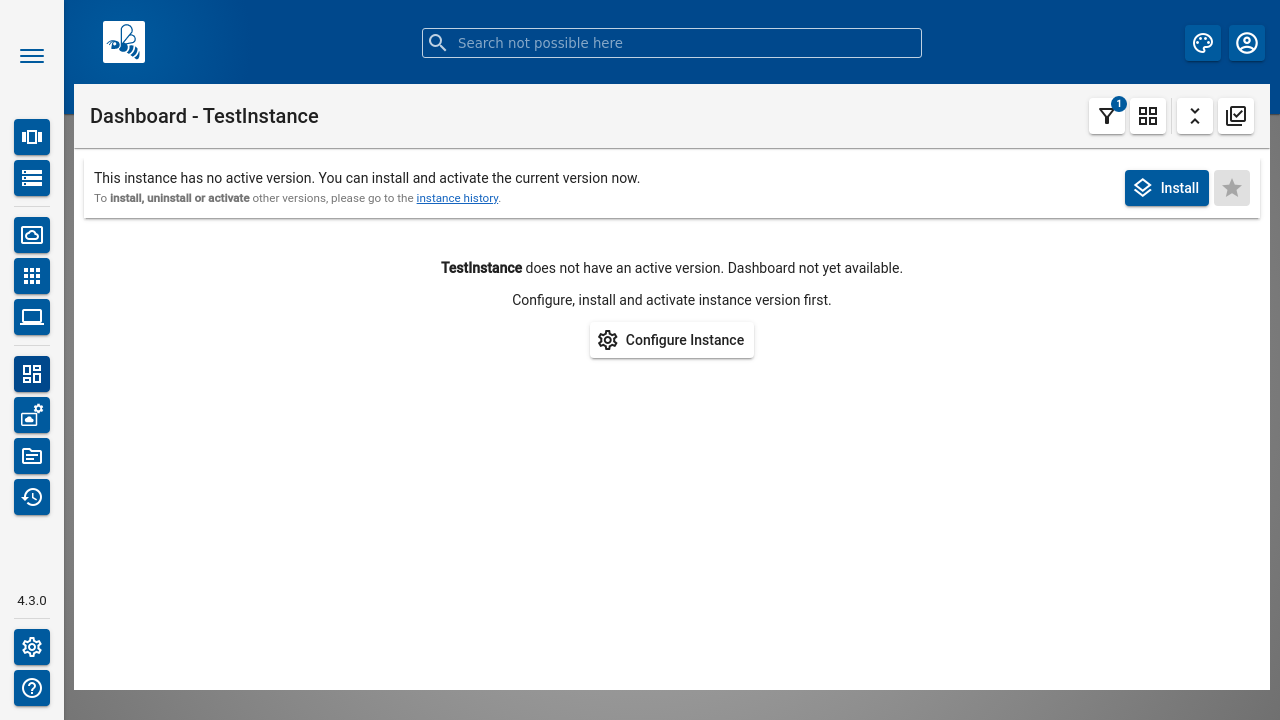 Search not possible here
Dashboard - TestInstance
1
This instance has no active version. You can install and activate the current version now.
To install, uninstall or activate other versions, please go to the instance history.
Install
TestInstance does not have an active version. Dashboard not yet available.
Configure, install and activate instance version first.
Configure Instance
4.3.0